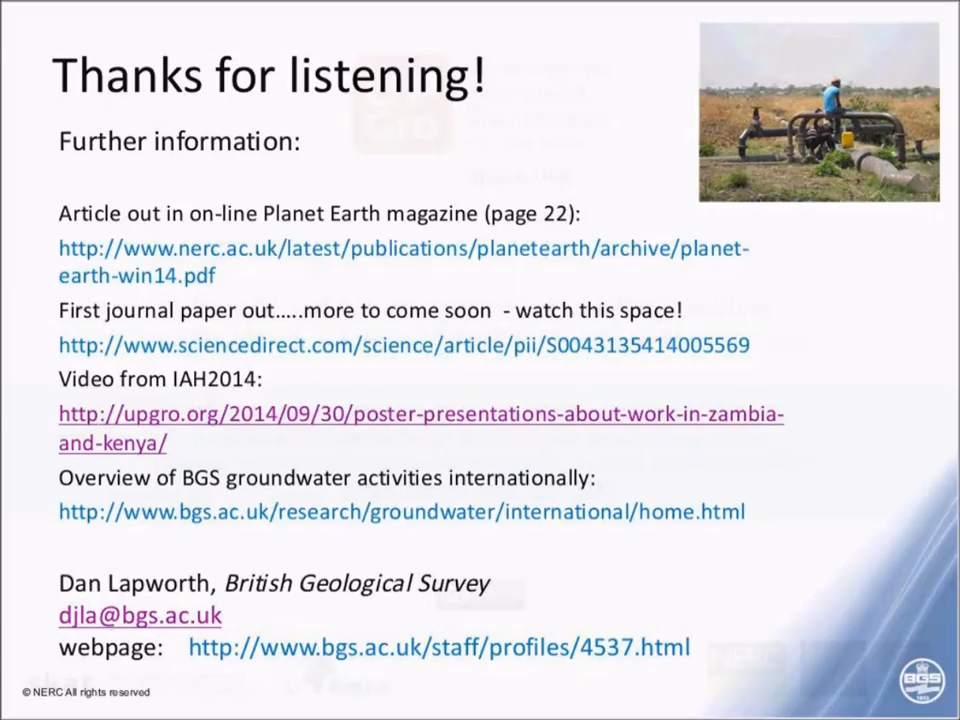 Thanks for listening!
Further information:
Article out in on-line Planet Earth magazine (page 22):
http://www.nerc.ac.uk/latest/publications/planetearth/archive/planet-
earth-win14.pdf
First journal paper out…..more to come soon - watch this space!
http://www.sciencedirect.com/science/article/pii/S0043135414005569
Video from IAH2014:
http://upgro.org/2014/09/30/poster-presentations-about-work-in-zambia-
and-kenya/
Overview of BGS groundwater activities internationally:
http://www.bgs.ac.uk/research/groundwater/international/home.html
Dan Lapworth, British Geological Survey
djla@bgs.ac.uk
webpage: http://www.bgs.ac.uk/staff/profiles/4537.html
© NERC All rights reserved
BGS